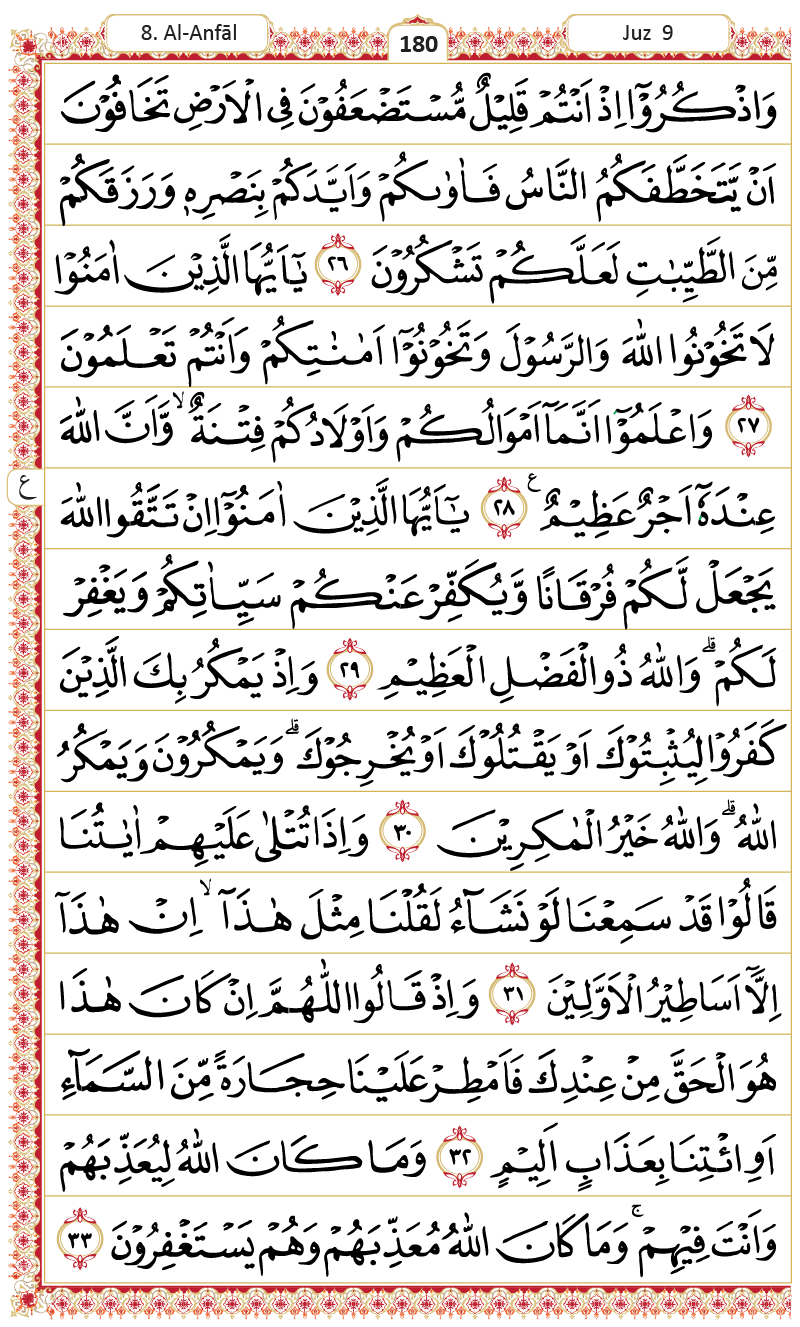 8. Al-Anfāl
180
Juz 9
وَاذْكُرُوْٓا اِذْ اَنْتُمْ قَلِيْلٌ مُّسْتَضْعَفُوْنَ فِى الْاَرْضِ تَخَافُوْنَ
اَنْ يَّتَخَطَّفَكُمُ النَّاسُ فَاٰوٰىكُمْ وَاَيَّدَكُمْ بِنَصْرِهٖ وَرَزَقَكُمْ
مِّنَ الطَّيِّبٰتِ لَعَلَّكُمْ تَشْكُرُوْنَ ٢٦ يٰٓاَيُّهَا الَّذِيْنَ اٰمَنُوْا
لَا تَخُوْنُوا اللّٰهَ وَالرَّسُوْلَ وَتَخُوْنُوْٓا اَمٰنٰتِكُمْ وَاَنْتُمْ تَعْلَمُوْنَ
٢٧ وَاعْلَمُوْٓا اَنَّمَآ اَمْوَالُكُمْ وَاَوْلَادُكُمْ فِتْنَةٌ ۙ وَّاَنَّ اللّٰهَ
عِنْدَهٗٓ اَجْرٌ عَظِيْمٌ ࣖ ٢٨ يٰٓاَيُّهَا الَّذِيْنَ اٰمَنُوْٓا اِنْ تَتَّقُوا اللّٰهَ
ع
يَجْعَلْ لَّكُمْ فُرْقَانًا وَّيُكَفِّرْ عَنْكُمْ سَيِّاٰتِكُمْ وَيَغْفِرْ
لَكُمْۗ وَاللّٰهُ ذُو الْفَضْلِ الْعَظِيْمِ ٢٩ وَاِذْ يَمْكُرُ بِكَ الَّذِيْنَ
كَفَرُوْا لِيُثْبِتُوْكَ اَوْ يَقْتُلُوْكَ اَوْ يُخْرِجُوْكَۗ وَيَمْكُرُوْنَ وَيَمْكُرُ
اللّٰهُ ۗوَاللّٰهُ خَيْرُ الْمٰكِرِيْنَ ٣٠ وَاِذَا تُتْلٰى عَلَيْهِمْ اٰيٰتُنَا
قَالُوْا قَدْ سَمِعْنَا لَوْ نَشَاۤءُ لَقُلْنَا مِثْلَ هٰذَآ ۙ اِنْ هٰذَآ
اِلَّآ اَسَاطِيْرُ الْاَوَّلِيْنَ ٣١ وَاِذْ قَالُوا اللّٰهُمَّ اِنْ كَانَ هٰذَا
هُوَ الْحَقَّ مِنْ عِنْدِكَ فَاَمْطِرْ عَلَيْنَا حِجَارَةً مِّنَ السَّمَاۤءِ
اَوِ ائْتِنَا بِعَذَابٍ اَلِيْمٍ ٣٢ وَمَا كَانَ اللّٰهُ لِيُعَذِّبَهُمْ
وَاَنْتَ فِيْهِمْۚ وَمَا كَانَ اللّٰهُ مُعَذِّبَهُمْ وَهُمْ يَسْتَغْفِرُوْنَ ٣٣